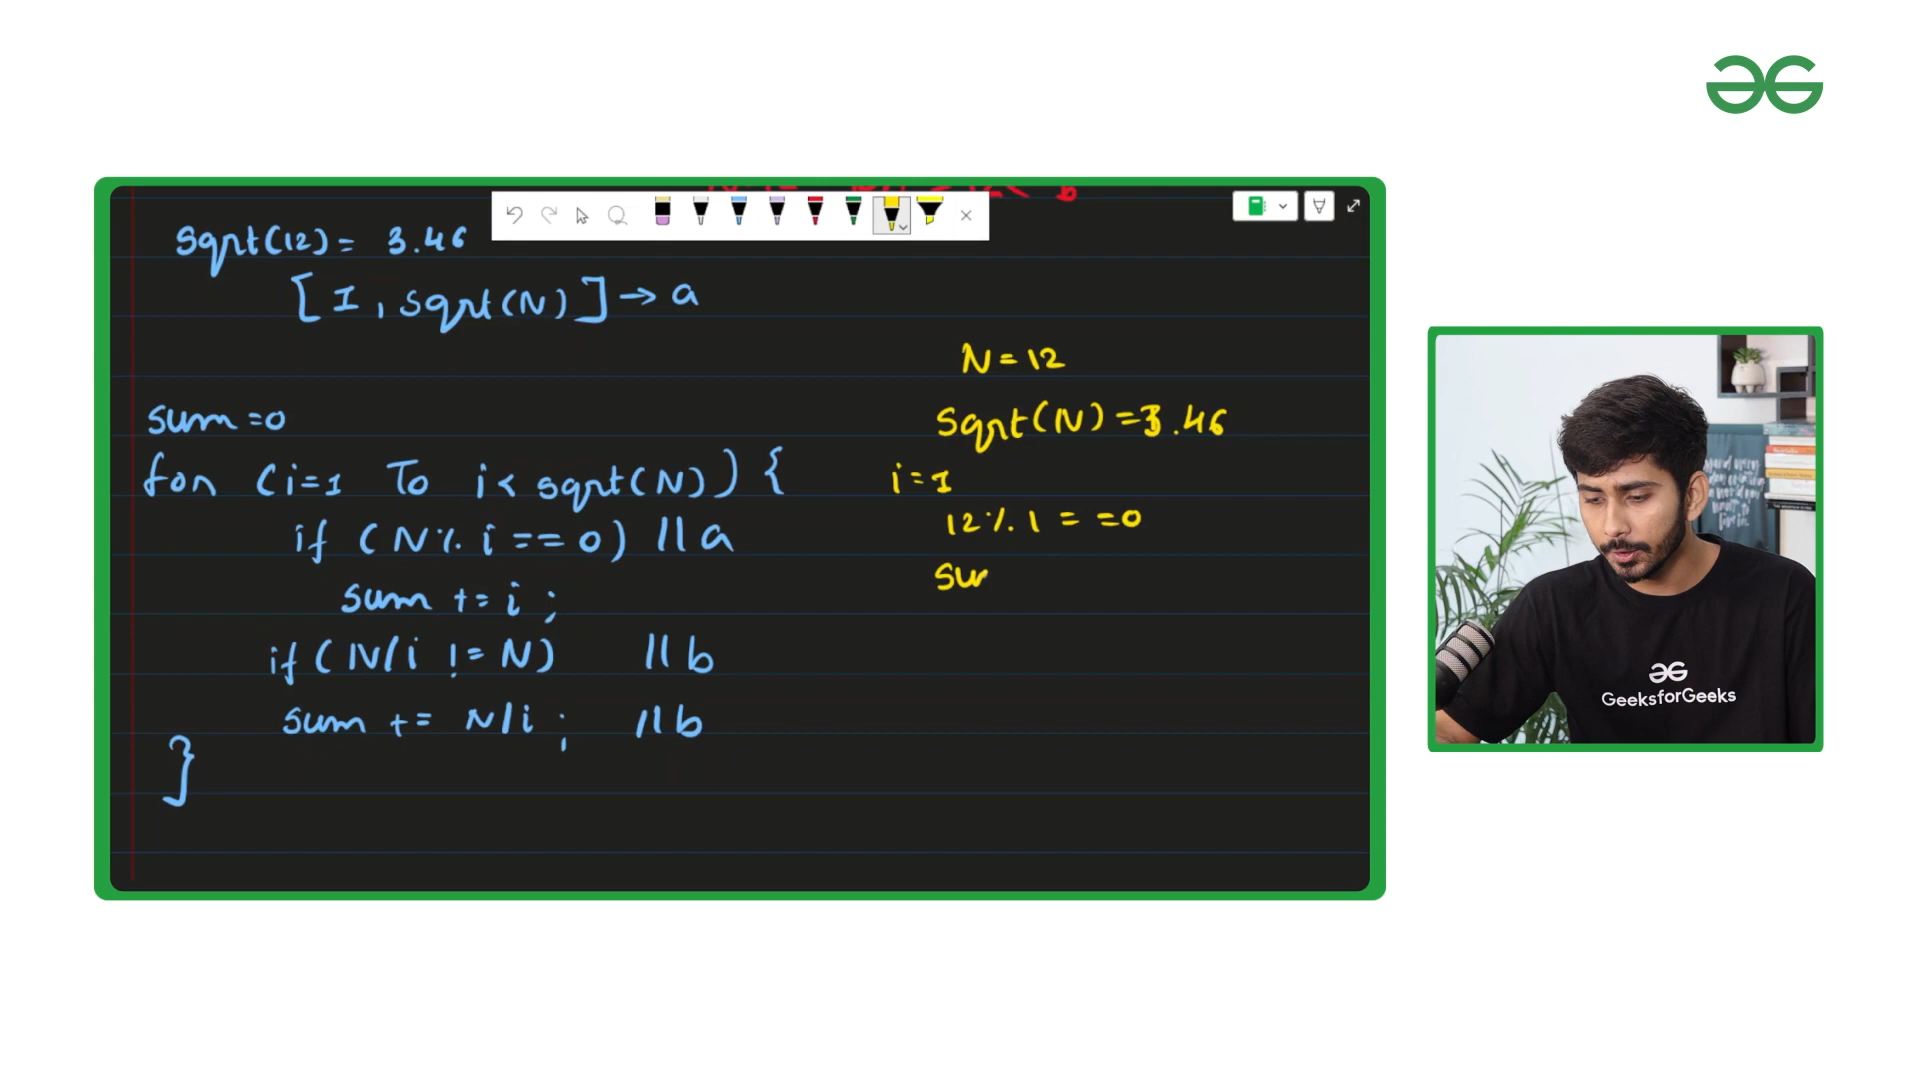 sqrt(12) = 3.46
[ 1 , sqrt(N) ] → a
sum = 0
for ( i=1 To i < sqrt(N) ) {
if ( N % i == 0 ) // a
sum += i ;
if ( N/i != N ) // b
sum += N/i ; // b
}
N = 12
sqrt(N) = 3.46
i = 1
12 % 1 = = 0
su
GeeksforGeeks